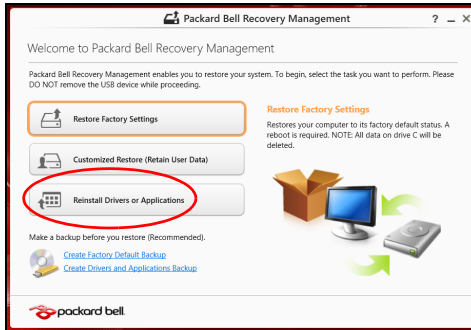 Packard Bell Recovery Management
? – X
Welcome to Packard Bell Recovery Management
Packard Bell Recovery Management enables you to restore your system. To begin, select the task you want to perform. Please
DO NOT remove the USB device while proceeding.
Restore Factory Settings
Customized Restore (Retain User Data)
Reinstall Drivers or Applications
Restore Factory Settings
Restores your computer to its factory default status. A
reboot is required. NOTE: All data on drive C will be
deleted.
Make a backup before you restore (Recommended).
Create Factory Default Backup
Create Drivers and Applications Backup
packard bell